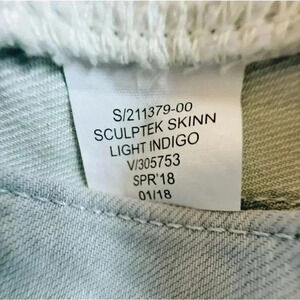 S/211379-00
SCULPTEK SKINN
LIGHT INDIGO
V/305753
SPR'18
01/18